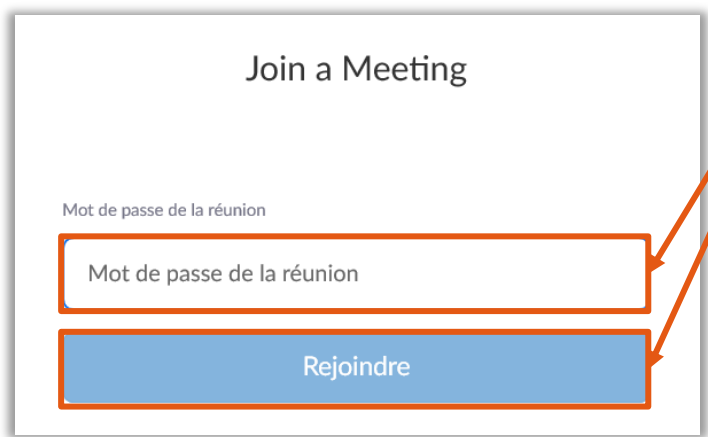 Join a Meeting
Mot de passe de la réunion
Mot de passe de la réunion
Rejoindre